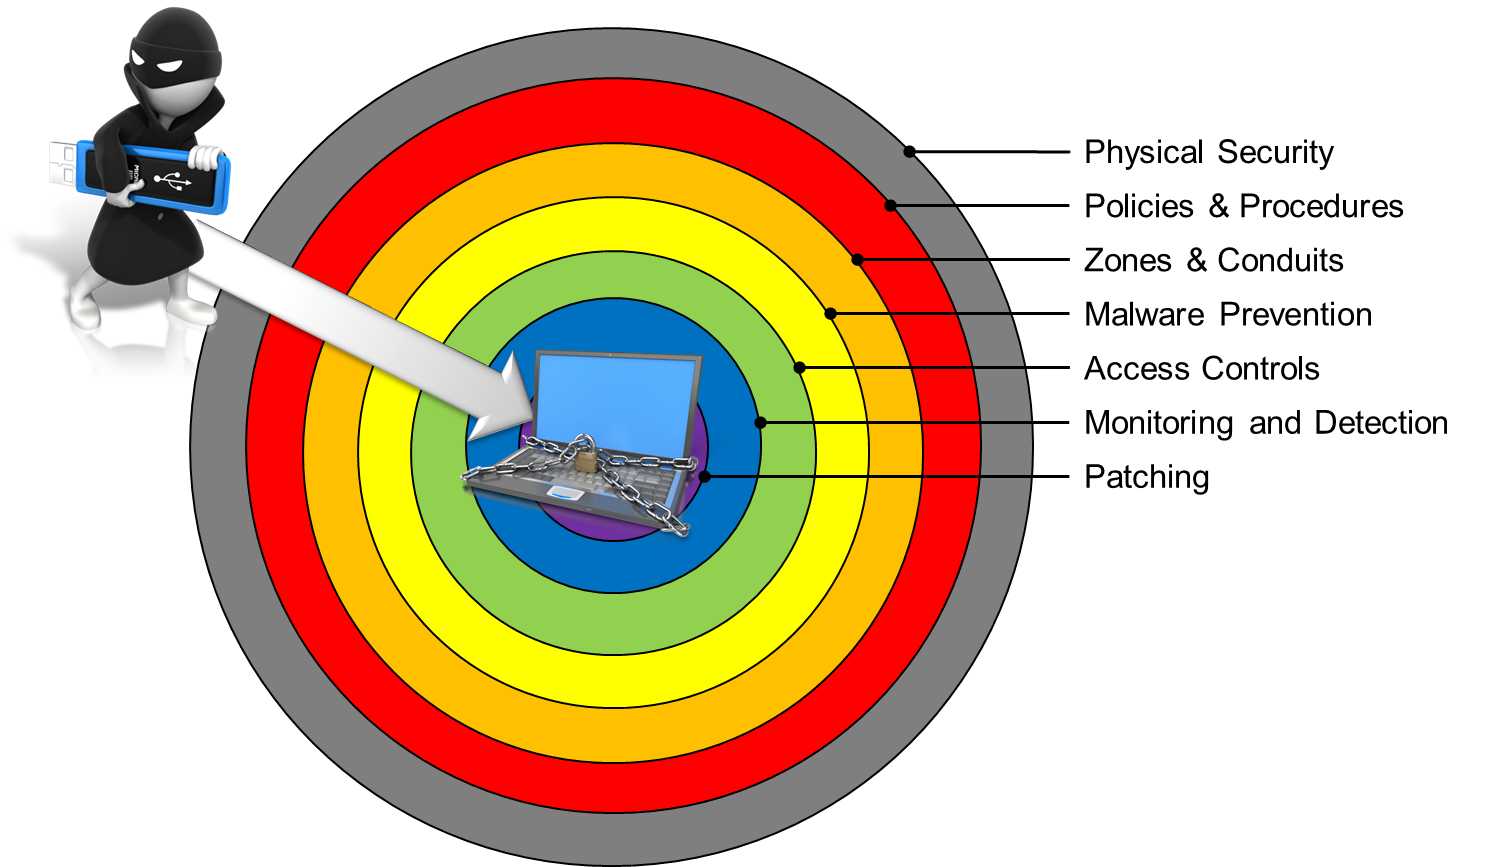 Physical Security
Policies & Procedures
Zones & Conduits
Malware Prevention
Access Controls
Monitoring and Detection
Patching